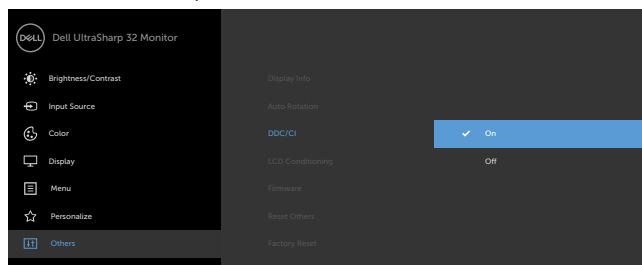 DELL Dell UltraSharp 32 Monitor
Brightness/Contrast
Input Source
Color
Display
Menu
Personalize
Others
Display Info
Auto Rotation
DDC/CI
LCD Conditioning
Firmware
Reset Others
Factory Reset
On
Off